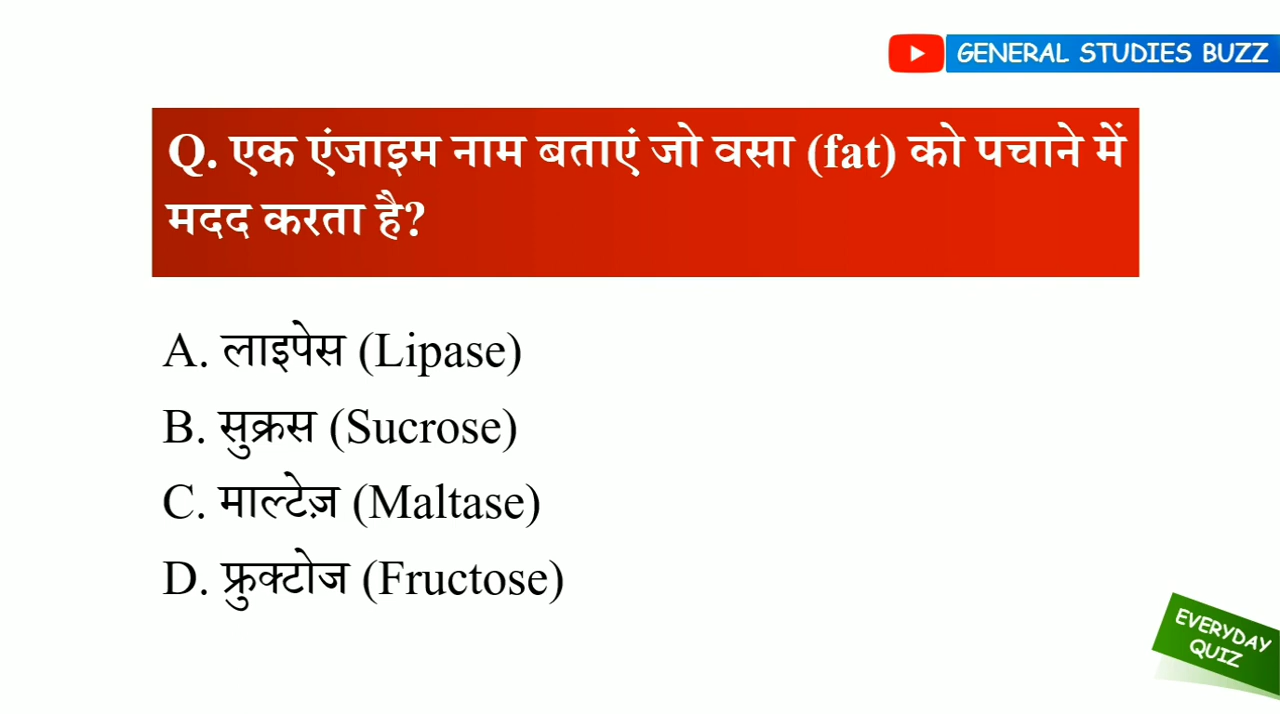 GENERAL STUDIES BUZZ
Q. एक एंजाइम नाम बताएं जो वसा (fat) को पचाने में
मदद करता है?
A. लाइपेस (Lipase)
B. सुक्रस (Sucrose)
C. माल्टेज़ (Maltase)
D. फ्रुक्टोज (Fructose)
EVERYDAY
QUIZ